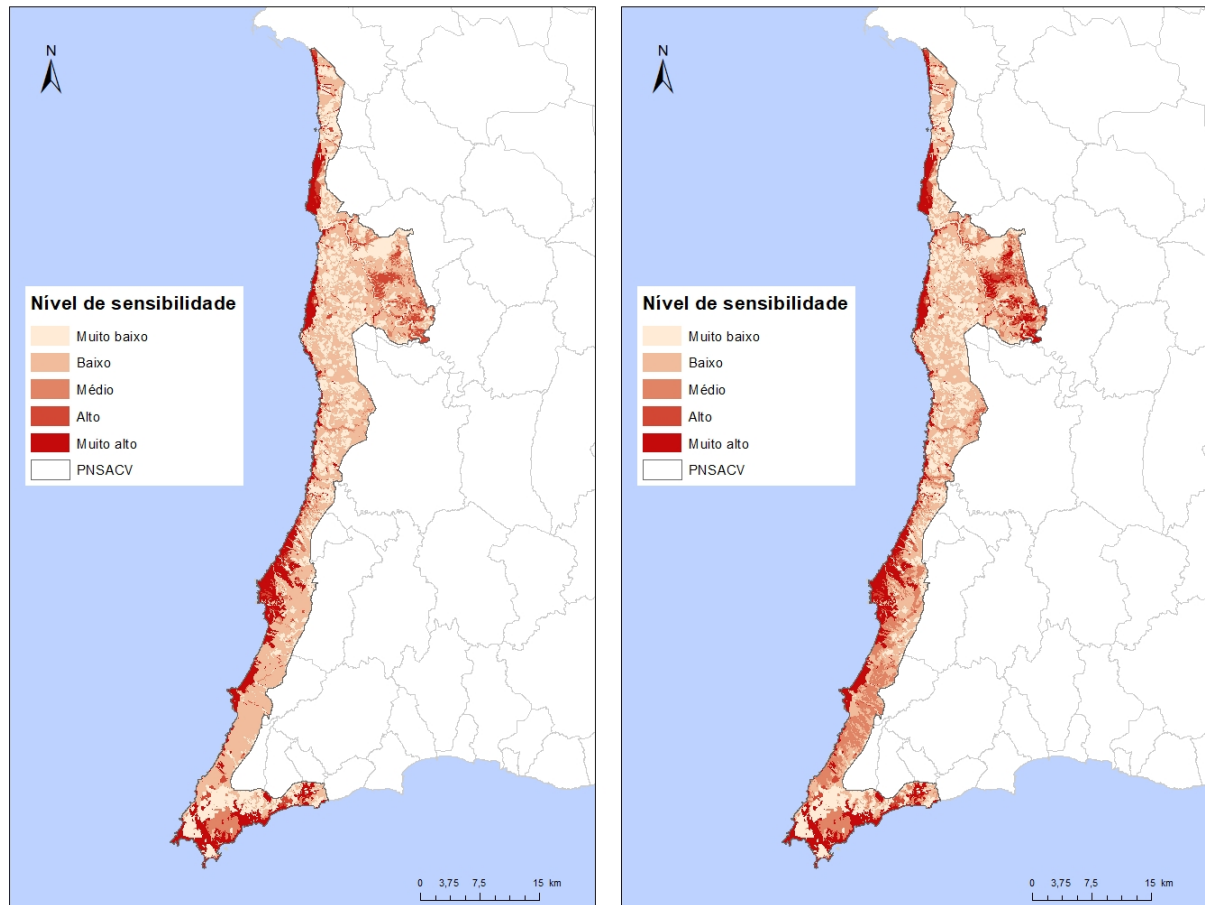 N
Nível de sensibilidade
Muito baixo
Baixo
Médio
Alto
Muito alto
PNSACV
0 3,75 7,5 15 km
N
Nível de sensibilidade
Muito baixo
Baixo
Médio
Alto
Muito alto
PNSACV
0 3,75 7,5 15 km